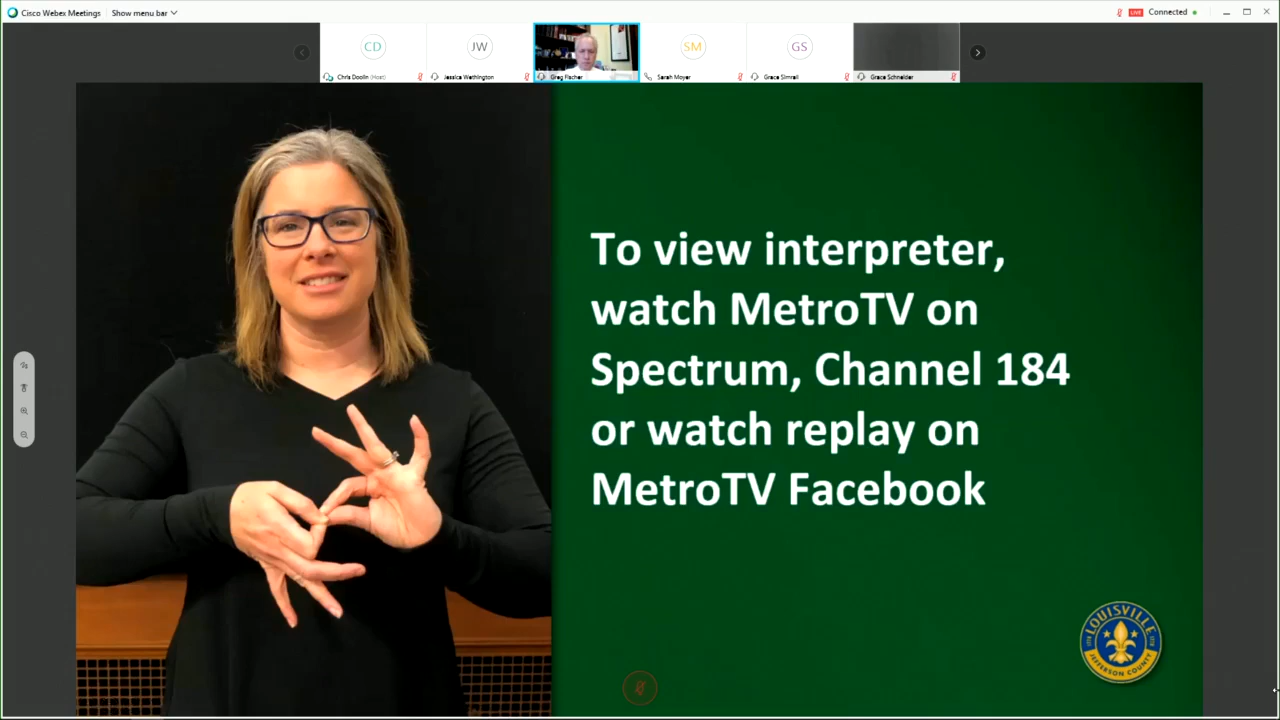 Cisco Webex Meetings
Show menu bar
LIVE
Connected
CD
JW
SM
GS
Chris Doolin (Host)
Jessica Wethington
Greg Fischer
Sarah Moyer
Grace Simrall
Grace Schneider
To view interpreter,
watch MetroTV on
Spectrum, Channel 184
or watch replay on
MetroTV Facebook
LOUISVILLE
JEFFERSON COUNTY